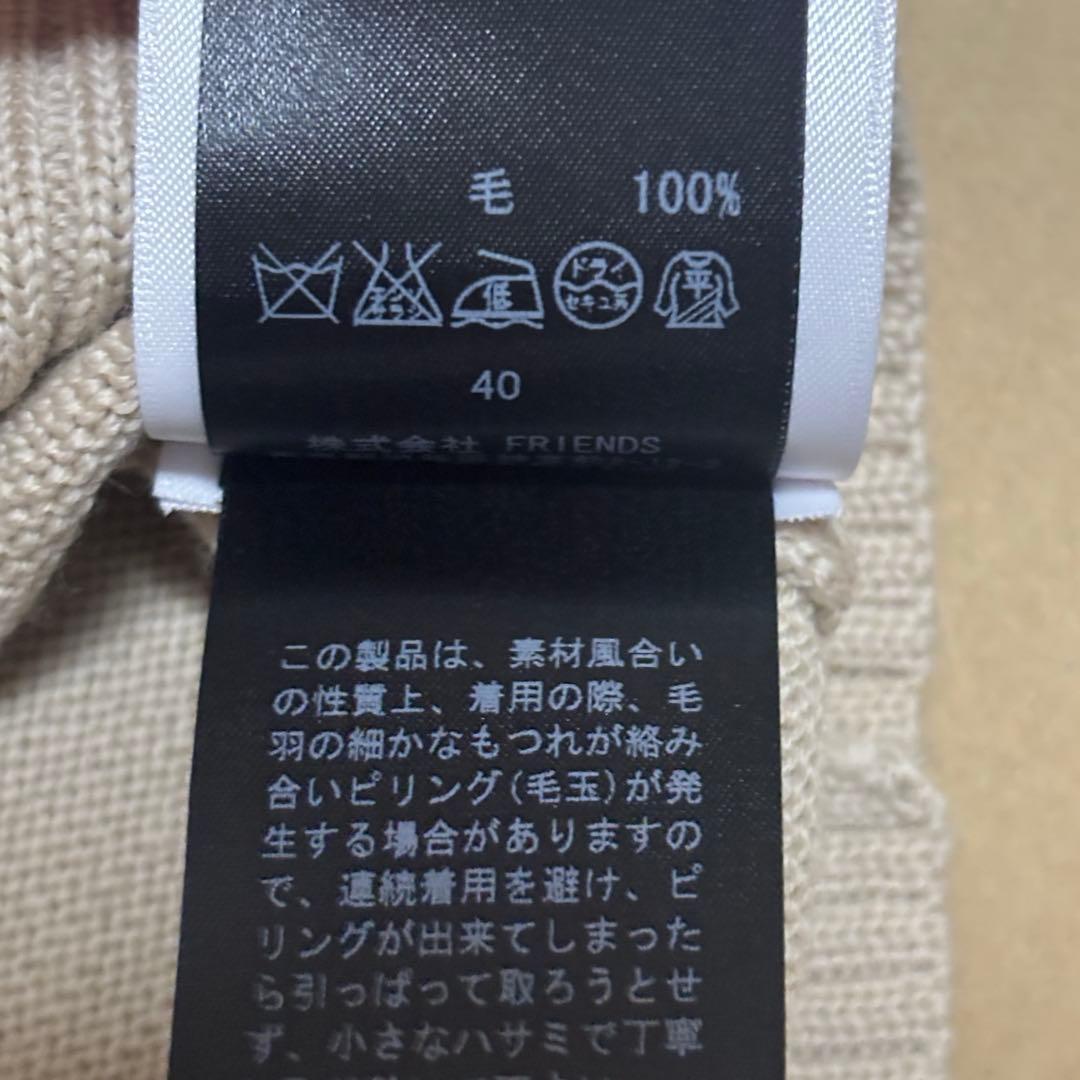 毛 100%
エンソ サラシ
低
ドライ
セキユ系
平
40
株式会社 FRIENDS
この製品は、素材風合い
の性質上、着用の際、毛
羽の細かなもつれが絡み
合いピリング(毛玉)が発
生する場合がありますの
で、連続着用を避け、ピ
リングが出来てしまった
ら引っぱって取ろうとせ
ず、小さなハサミで丁寧